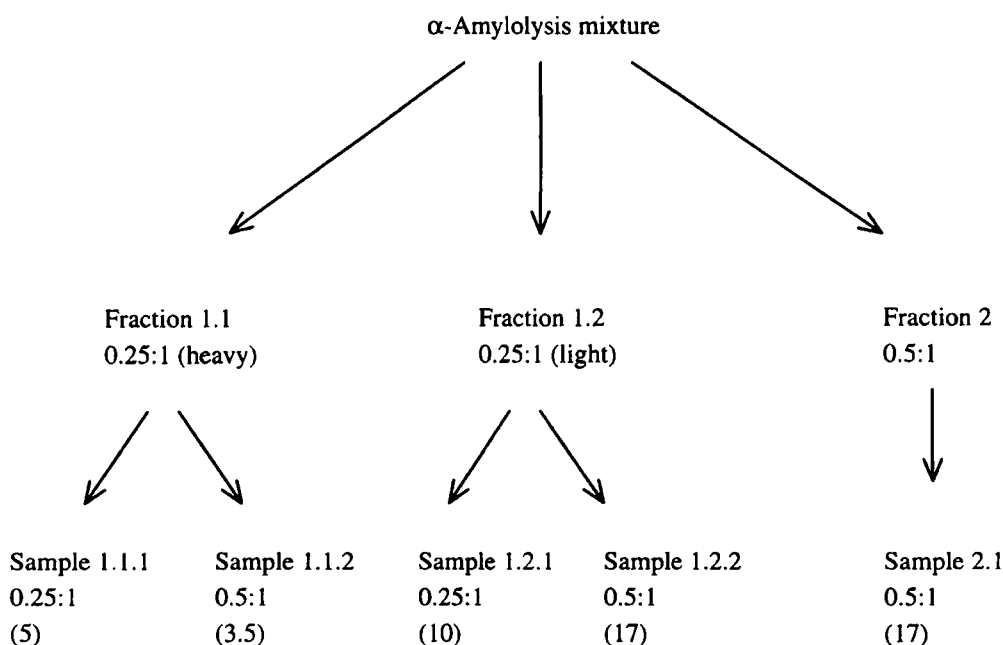 α-Amylolysis mixture
Fraction 1.1
0.25:1 (heavy)
Fraction 1.2
0.25:1 (light)
Fraction 2
0.5:1
Sample 1.1.1
0.25:1
(5)
Sample 1.1.2
0.5:1
(3.5)
Sample 1.2.1
0.25:1
(10)
Sample 1.2.2
0.5:1
(17)
Sample 2.1
0.5:1
(17)